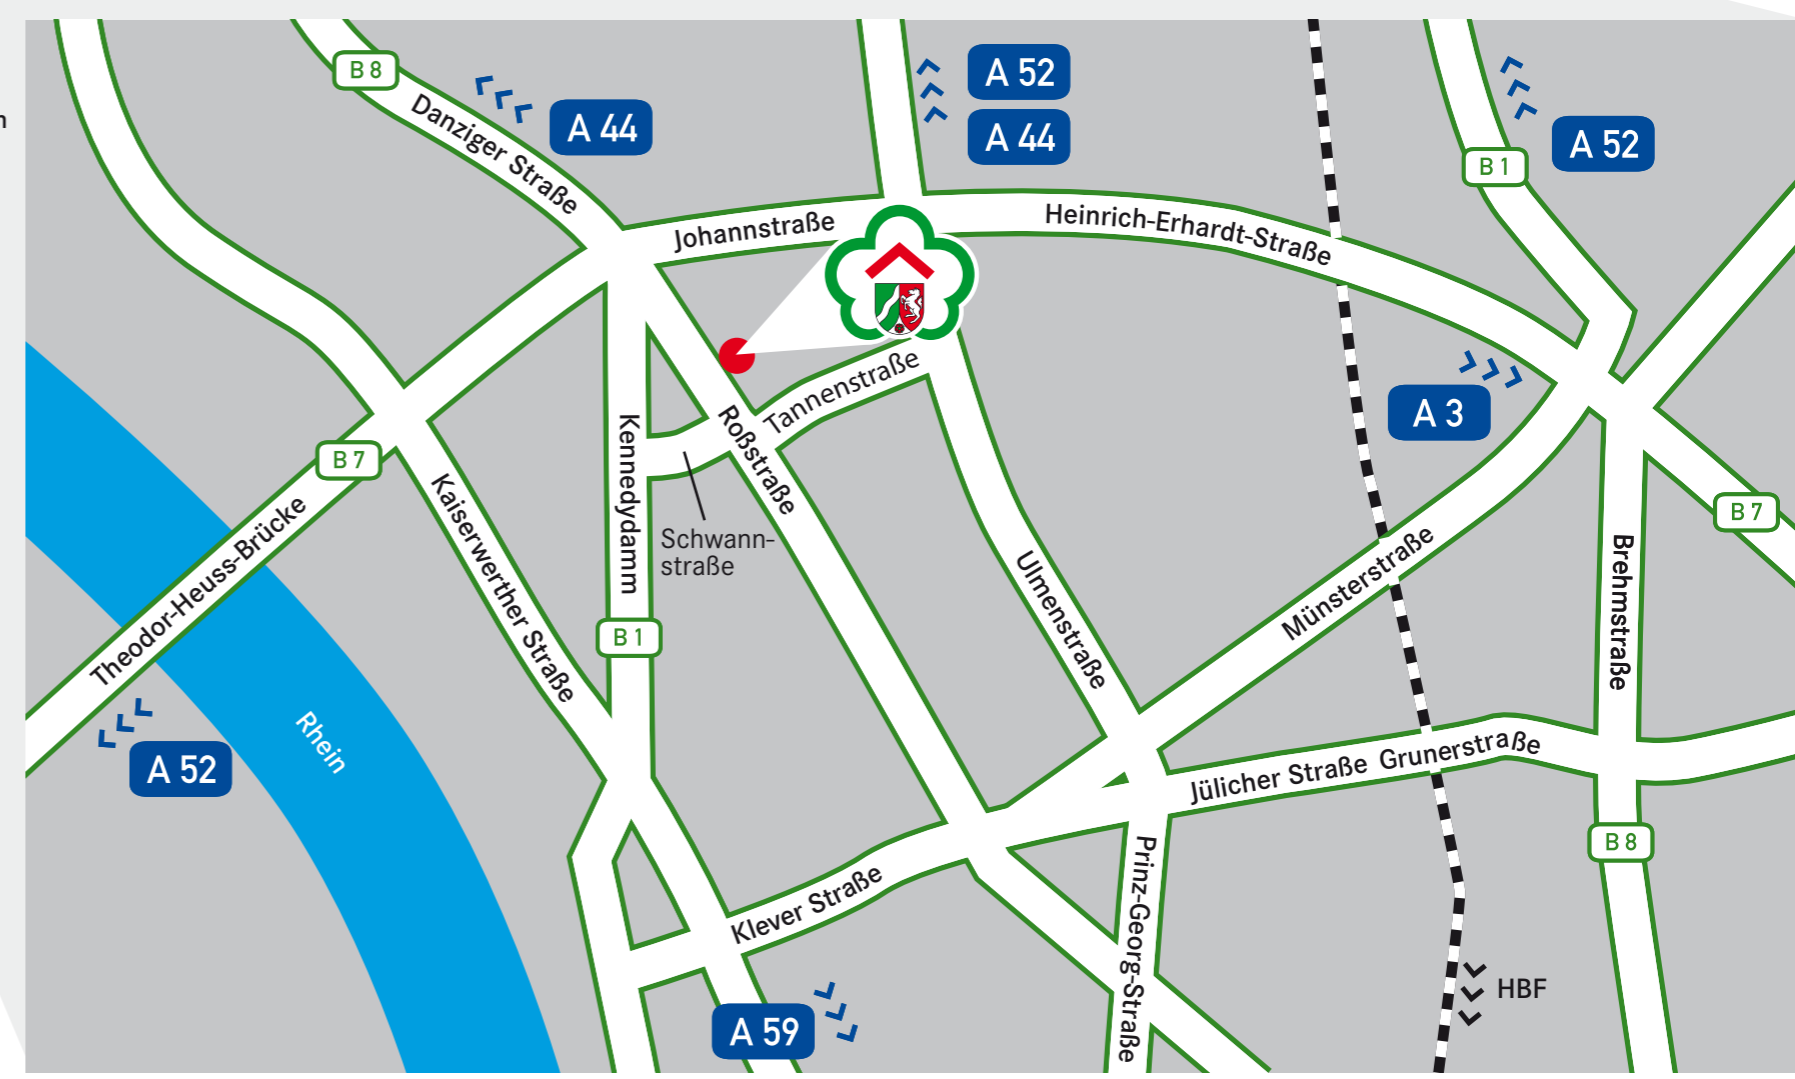 B 8
A 52
A 44
A 44
A 52
B 1
n
Danziger Straße
Johannstraße
Heinrich-Erhardt-Straße
Tannenstraße
A 3
B 7
Roßstraße
Kennedydamm
Kaiserwerther Straße
Theodor-Heuss-Brücke
B 7
Schwann-
straße
Ulmenstraße
Münsterstraße
Brehmstraße
B 1
Rhein
A 52
Jülicher Straße
Grunerstraße
B 8
Klever Straße
Prinz-Georg-Straße
HBF
A 59